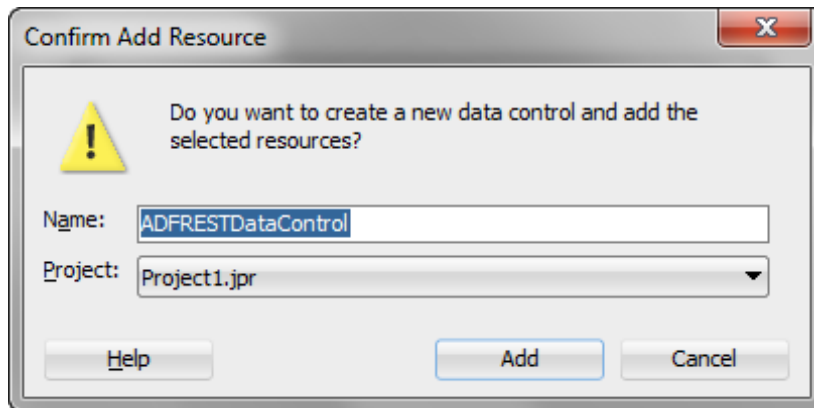 Confirm Add Resource
Do you want to create a new data control and add the
selected resources?
Name: ADFRESTDataControl
Project: Project1.jpr
Help Add Cancel